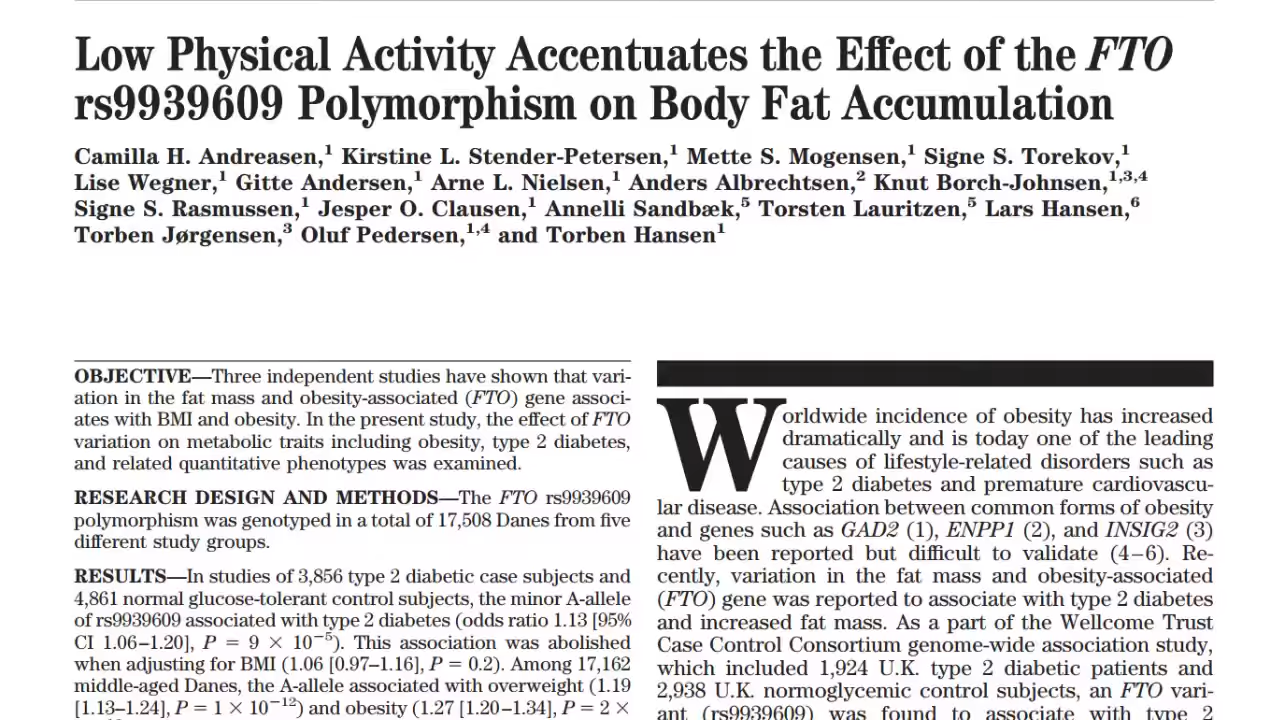 Low Physical Activity Accentuates the Effect of the FTO
rs9939609 Polymorphism on Body Fat Accumulation
Camilla H. Andreasen,¹ Kirstine L. Stender-Petersen,¹ Mette S. Mogensen,¹ Signe S. Torekov,¹
Lise Wegner,¹ Gitte Andersen,¹ Arne L. Nielsen,¹ Anders Albrechtsen,² Knut Borch-Johnsen,¹,³,⁴
Signe S. Rasmussen,¹ Jesper O. Clausen,¹ Annelli Sandbæk,⁵ Torsten Lauritzen,⁵ Lars Hansen,⁶
Torben Jørgensen,³ Oluf Pedersen,¹,⁴ and Torben Hansen¹
OBJECTIVE—Three independent studies have shown that vari-
ation in the fat mass and obesity-associated (FTO) gene associ-
ates with BMI and obesity. In the present study, the effect of FTO
variation on metabolic traits including obesity, type 2 diabetes,
and related quantitative phenotypes was examined.
RESEARCH DESIGN AND METHODS—The FTO rs9939609
polymorphism was genotyped in a total of 17,508 Danes from five
different study groups.
RESULTS—In studies of 3,856 type 2 diabetic case subjects and
4,861 normal glucose-tolerant control subjects, the minor A-allele
of rs9939609 associated with type 2 diabetes (odds ratio 1.13 [95%
CI 1.06–1.20], P = 9 × 10⁻⁵). This association was abolished
when adjusting for BMI (1.06 [0.97–1.16], P = 0.2). Among 17,162
middle-aged Danes, the A-allele associated with overweight (1.19
[1.13–1.24], P = 1 × 10⁻¹²) and obesity (1.27 [1.20–1.34], P = 2 ×
Worldwide incidence of obesity has increased
dramatically and is today one of the leading
causes of lifestyle-related disorders such as
type 2 diabetes and premature cardiovascu-
lar disease. Association between common forms of obesity
and genes such as GAD2 (1), ENPP1 (2), and INSIG2 (3)
have been reported but difficult to validate (4–6). Re-
cently, variation in the fat mass and obesity-associated
(FTO) gene was reported to associate with type 2 diabetes
and increased fat mass. As a part of the Wellcome Trust
Case Control Consortium genome-wide association study,
which included 1,924 U.K. type 2 diabetic patients and
2,938 U.K. normoglycemic control subjects, an FTO vari-
ant (rs9939609) was found to associate with type 2